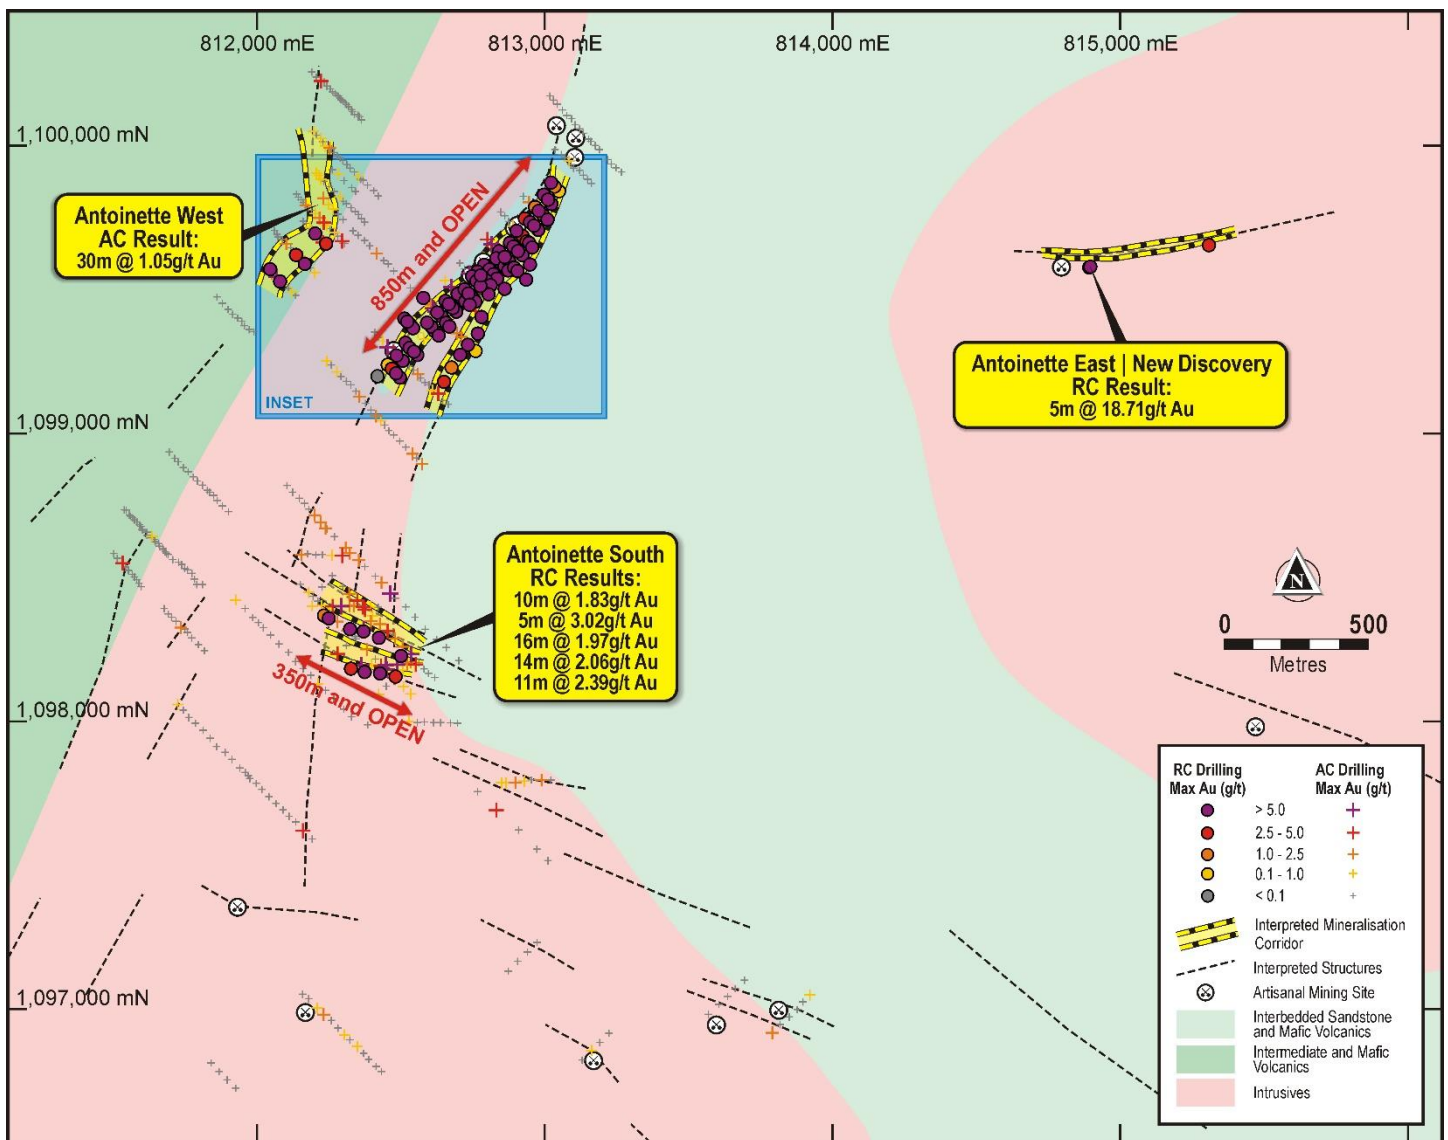 812,000 mE
813,000 mE
814,000 mE
815,000 mE
1,100,000 mN
1,099,000 mN
1,098,000 mN
1,097,000 mN
Antoinette West
AC Result:
30m @ 1.05g/t Au
850m and OPEN
INSET
Antoinette East | New Discovery
RC Result:
5m @ 18.71g/t Au
Antoinette South
RC Results:
10m @ 1.83g/t Au
5m @ 3.02g/t Au
16m @ 1.97g/t Au
14m @ 2.06g/t Au
11m @ 2.39g/t Au
350m and OPEN
N
0 500
Metres
RC Drilling AC Drilling
Max Au (g/t) Max Au (g/t)
> 5.0
2.5 - 5.0
1.0 - 2.5
0.1 - 1.0
< 0.1
Interpreted Mineralisation
Corridor
Interpreted Structures
Artisanal Mining Site
Interbedded Sandstone
and Mafic Volcanics
Intermediate and Mafic
Volcanics
Intrusives